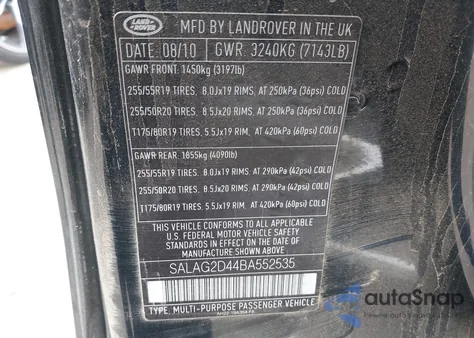 LAND ROVER
MFD BY LANDROVER IN THE UK
DATE 08/10 GWR: 3240KG (7143LB)
GAWR FRONT: 1450kg (3197lb)
255/55R19 TIRES, 8.0Jx19 RIMS, AT 250kPa (36psi) COLD
255/50R20 TIRES, 8.5Jx20 RIMS, AT 250kPa (36psi) COLD
T175/80R19 TIRES, 5.5Jx19 RIMS, AT 420kPa (60psi) COLD
GAWR REAR: 1855kg (4090lb)
255/55R19 TIRES, 8.0Jx19 RIMS, AT 290kPa (42psi) COLD
255/50R20 TIRES, 8.5Jx20 RIMS, AT 290kPa (42psi) COLD
T175/80R19 TIRES, 5.5Jx19 RIMS, AT 420kPa (60psi) COLD
THIS VEHICLE CONFORMS TO ALL APPLICABLE
U.S. FEDERAL MOTOR VEHICLE SAFETY
STANDARDS IN EFFECT ON THE DATE OF
MANUFACTURE SHOWN ABOVE
SALAG2D44BA552535
TYPE: MULTI-PURPOSE PASSENGER VEHICLE
autoSnap